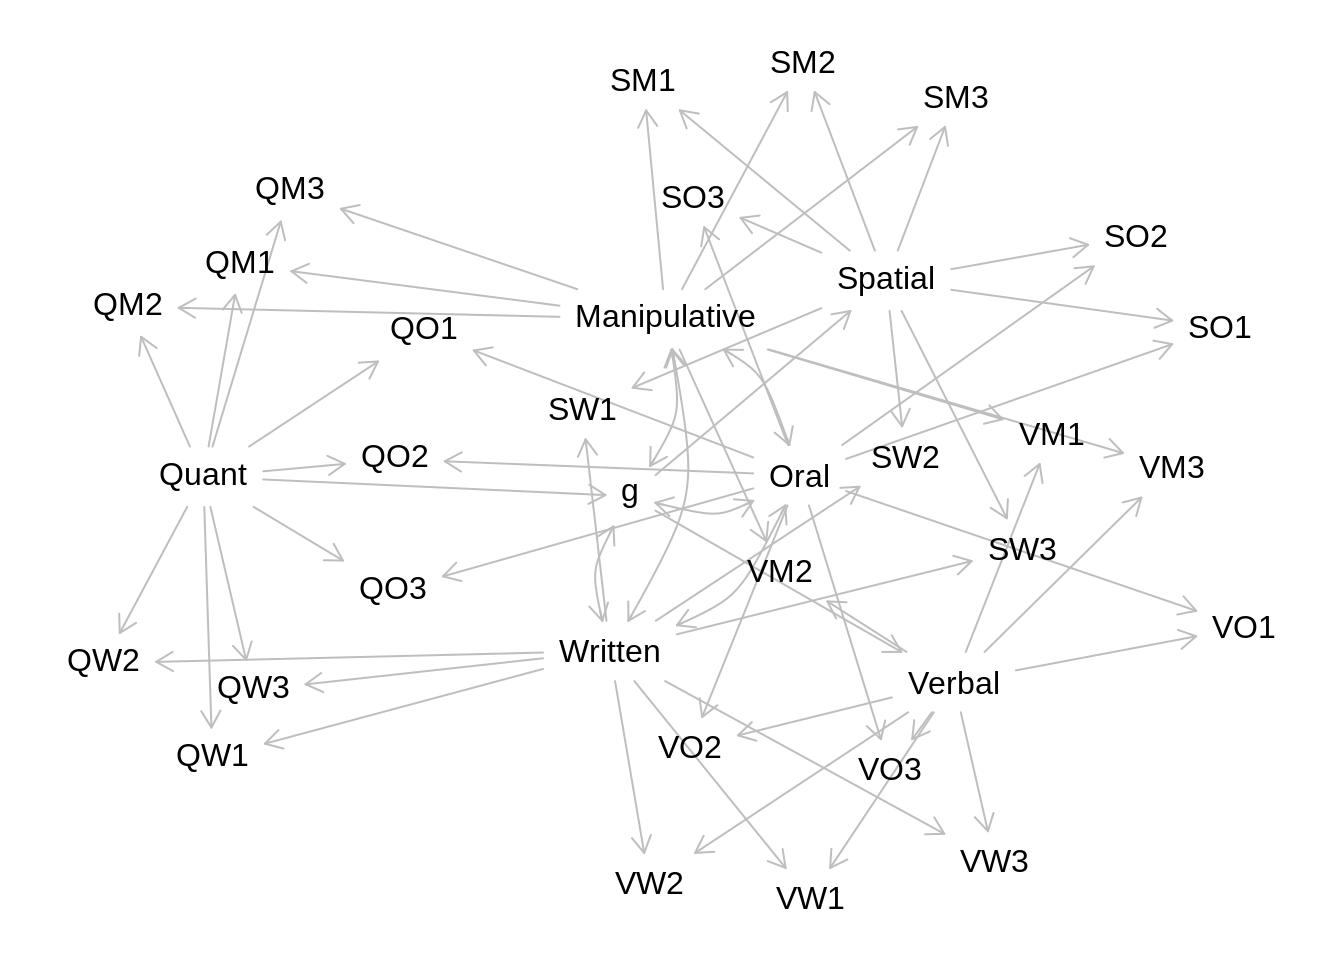 SM2
SM1
SM3
QM3
SO3
SO2
QM1
Spatial
QM2
Manipulative
QO1
SO1
SW1
VM1
QO2
SW2
VM3
Quant
Oral
g
SW3
VM2
QO3
VO1
Written
QW2
QW3
Verbal
VO2
QW1
VO3
VW3
VW2
VW1